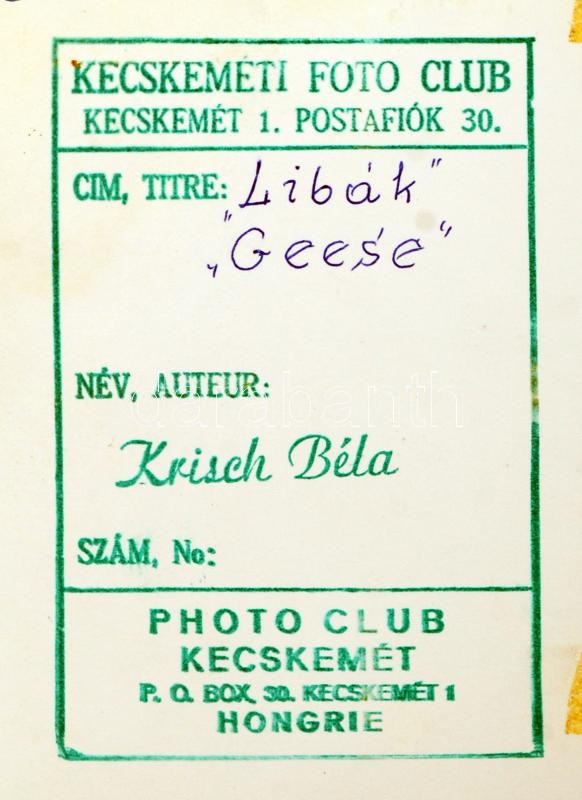 KECSKEMÉTI FOTO CLUB
KECSKEMÉT 1. POSTAFIÓK 30.
CIM, TITRE: „Libák”
„Geese”
NÉV, AUTEUR:
darabanth
Krisch Béla
SZÁM, No:
PHOTO CLUB
KECSKEMÉT
P. O. BOX, 30. KECSKEMÉT 1
HONGRIE